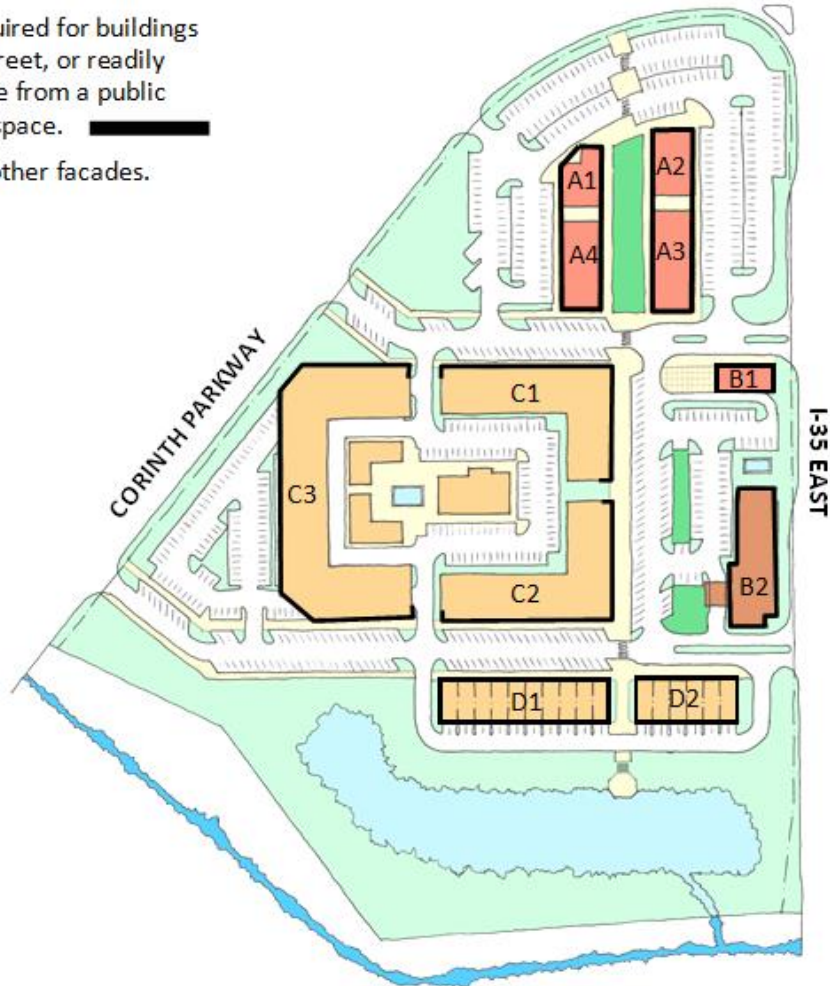 uired for buildings
reet, or readily
e from a public
space.
other facades.
A1
A2
A4
A3
CORINTH PARKWAY
B1
C1
I-35 EAST
C3
B2
C2
D1
D2